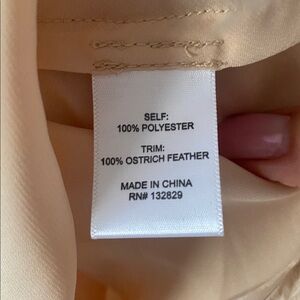 SELF:
100% POLYESTER
TRIM:
100% OSTRICH FEATHER
MADE IN CHINA
RN# 132829